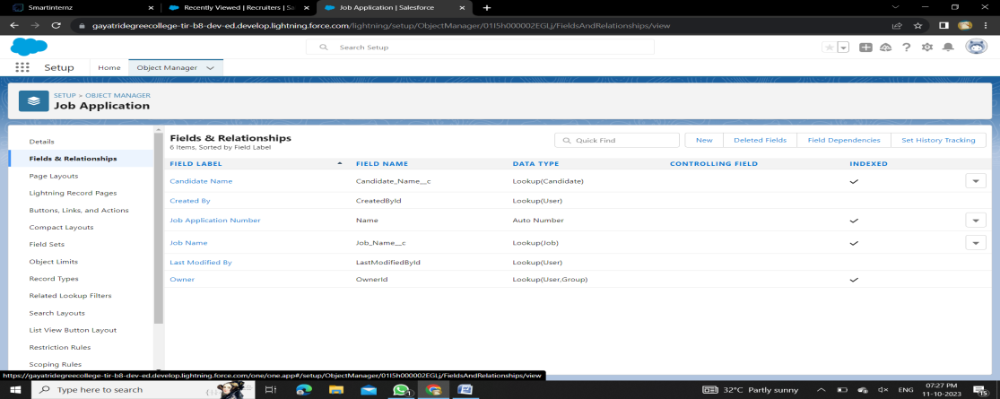 Smartinternz
Recently Viewed | Recruiters | Sa
Job Application | Salesforce
gayatridegreecollege-tir-b8-dev-ed.develop.lightning.force.com/lightning/setup/ObjectManager/01I5h000002EGLj/FieldsAndRelationships/view
Search Setup
Setup
Home
Object Manager
SETUP > OBJECT MANAGER
Job Application
Details
Fields & Relationships
Page Layouts
Lightning Record Pages
Buttons, Links, and Actions
Compact Layouts
Field Sets
Object Limits
Record Types
Related Lookup Filters
Search Layouts
List View Button Layout
Restriction Rules
Scoping Rules
Fields & Relationships
6 Items, Sorted by Field Label
Quick Find
New
Deleted Fields
Field Dependencies
Set History Tracking
FIELD LABEL FIELD NAME DATA TYPE CONTROLLING FIELD INDEXED
Candidate Name Candidate_Name__c Lookup(Candidate)
Created By CreatedById Lookup(User)
Job Application Number Name Auto Number
Job Name Job_Name__c Lookup(Job)
Last Modified By LastModifiedById Lookup(User)
Owner OwnerId Lookup(User,Group)
https://gayatridegreecollege-tir-b8-dev-ed.develop.lightning.force.com/one/one.app#/setup/ObjectManager/01I5h000002EGLj/FieldsAndRelationships/view
Type here to search
32°C Partly sunny
ENG
07:27 PM
11-10-2023
15